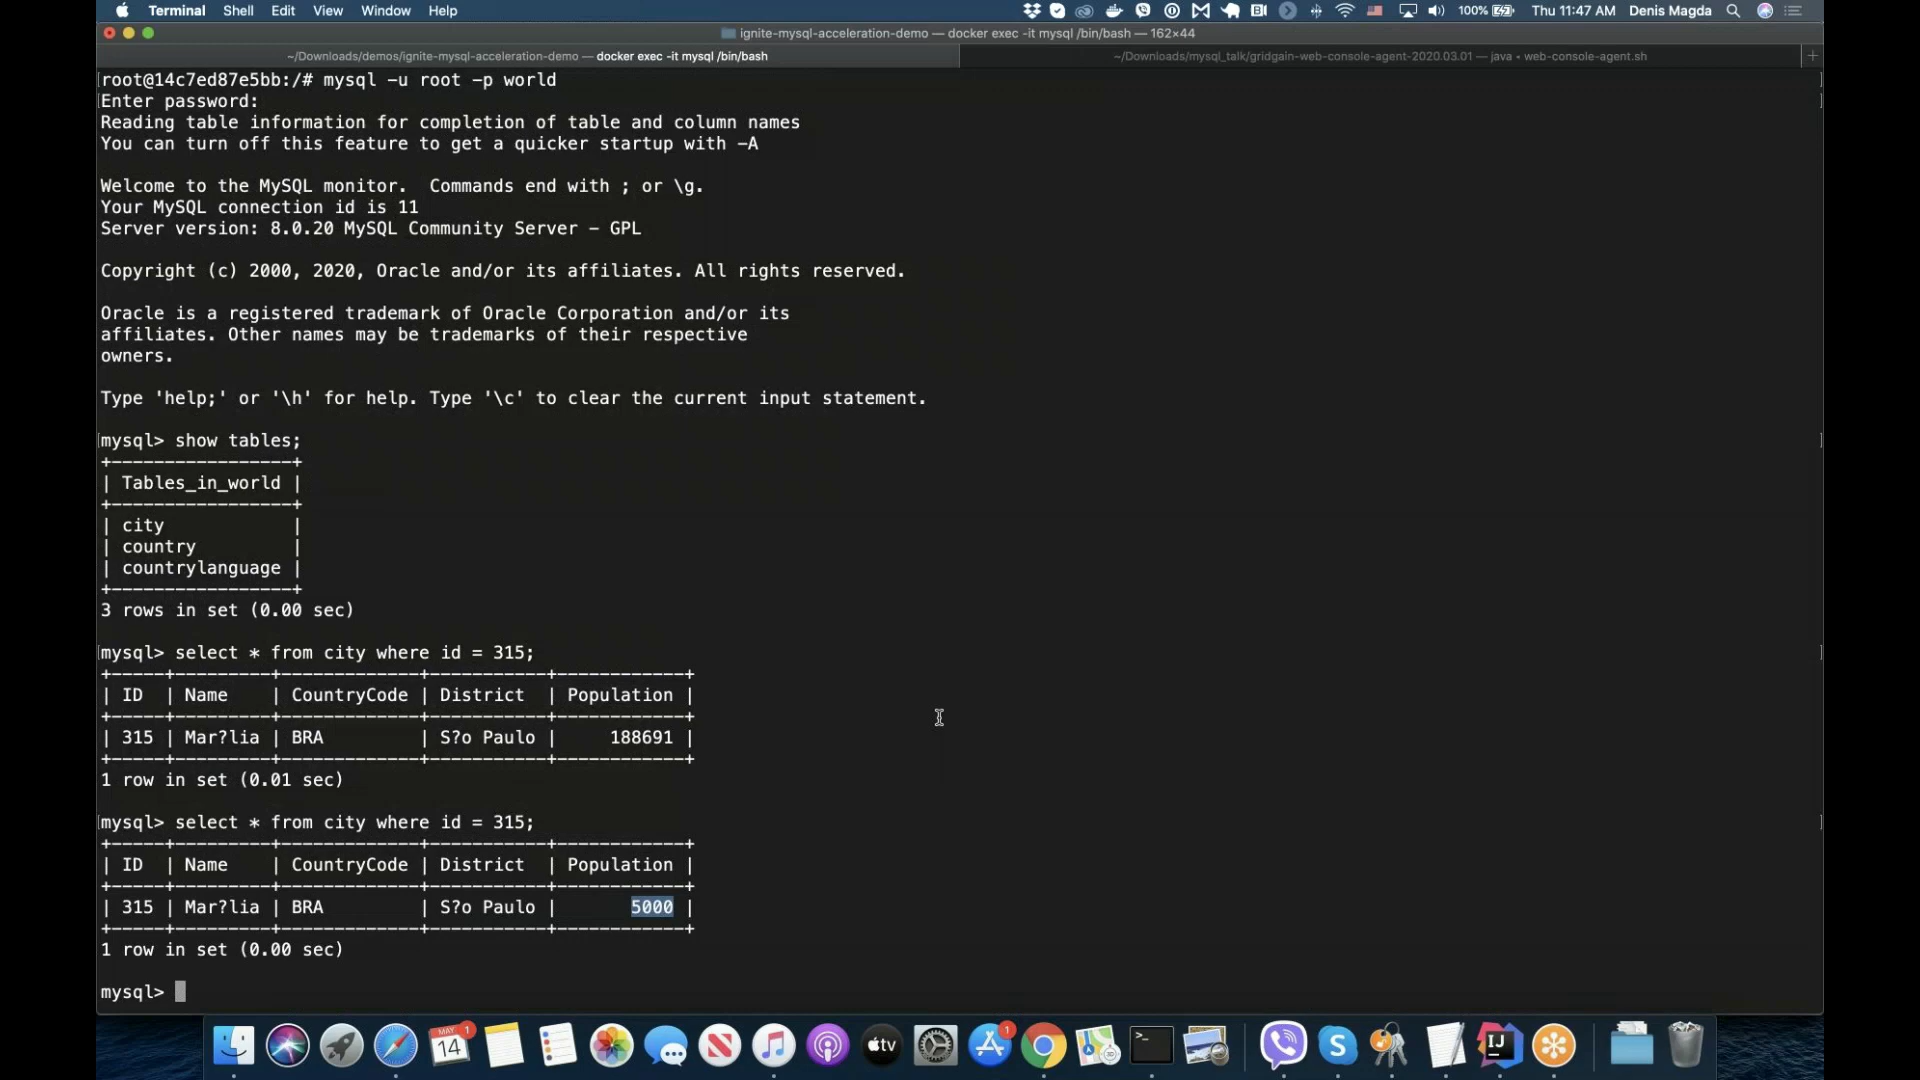 Terminal Shell Edit View Window Help 100% Thu 11:47 AM Denis Magda
ignite-mysql-acceleration-demo — docker exec -it mysql /bin/bash — 162×44
~/Downloads/demos/ignite-mysql-acceleration-demo — docker exec -it mysql /bin/bash
~/Downloads/mysql_talk/gridgain-web-console-agent-2020.03.01 — java • web-console-agent.sh
root@14c7ed87e5bb:/# mysql -u root -p world
Enter password:
Reading table information for completion of table and column names
You can turn off this feature to get a quicker startup with -A
Welcome to the MySQL monitor.  Commands end with ; or \g.
Your MySQL connection id is 11
Server version: 8.0.20 MySQL Community Server - GPL
Copyright (c) 2000, 2020, Oracle and/or its affiliates. All rights reserved.
Oracle is a registered trademark of Oracle Corporation and/or its
affiliates. Other names may be trademarks of their respective
owners.
Type 'help;' or '\h' for help. Type '\c' to clear the current input statement.
mysql> show tables;
+-----------------+
| Tables_in_world |
+-----------------+
| city            |
| country         |
| countrylanguage |
+-----------------+
3 rows in set (0.00 sec)
mysql> select * from city where id = 315;
+-----+---------+-------------+-----------+------------+
| ID  | Name    | CountryCode | District  | Population |
+-----+---------+-------------+-----------+------------+
| 315 | Mar?lia | BRA         | S?o Paulo |     188691 |
+-----+---------+-------------+-----------+------------+
1 row in set (0.01 sec)
mysql> select * from city where id = 315;
+-----+---------+-------------+-----------+------------+
| ID  | Name    | CountryCode | District  | Population |
+-----+---------+-------------+-----------+------------+
| 315 | Mar?lia | BRA         | S?o Paulo |       5000 |
+-----+---------+-------------+-----------+------------+
1 row in set (0.00 sec)
mysql>
MAY 14 1
tv
1
3D
>_
IJ